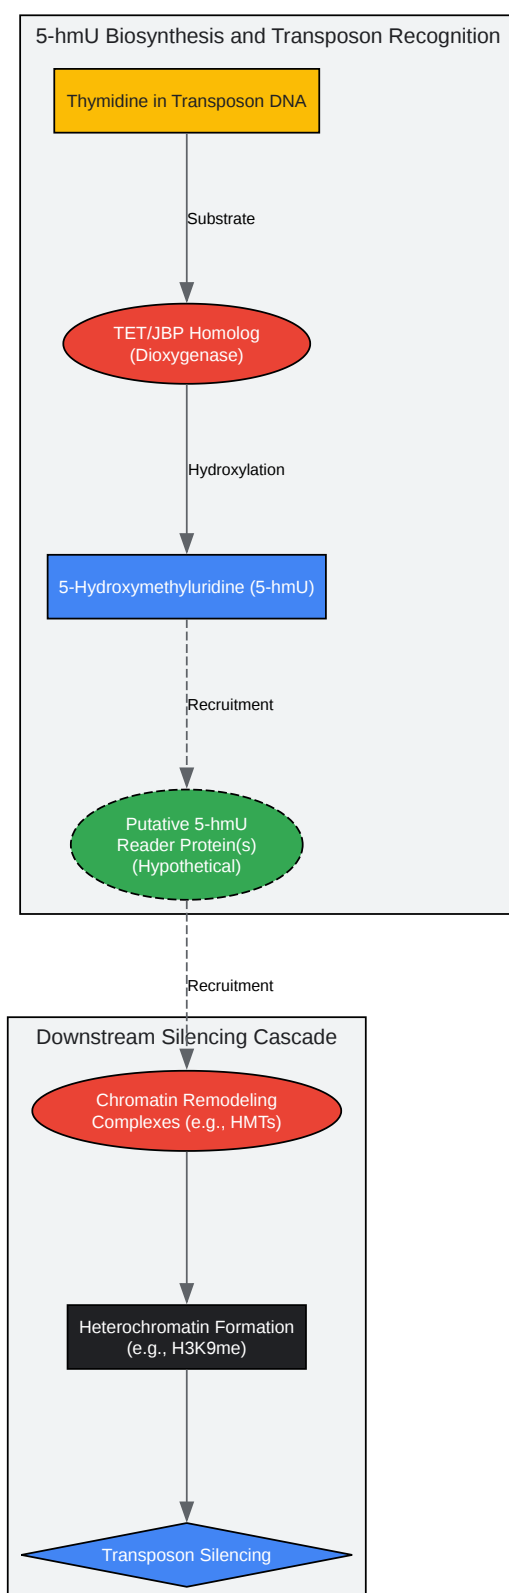 5-hmU Biosynthesis and Transposon Recognition
Thymidine in Transposon DNA
Substrate
TET/JBP Homolog
(Dioxygenase)
Hydroxylation
5-Hydroxymethyluridine (5-hmU)
Recruitment
Putative 5-hmU
Reader Protein(s)
(Hypothetical)
Recruitment
Downstream Silencing Cascade
Chromatin Remodeling
Complexes (e.g., HMTs)
Heterochromatin Formation
(e.g., H3K9me)
Transposon Silencing